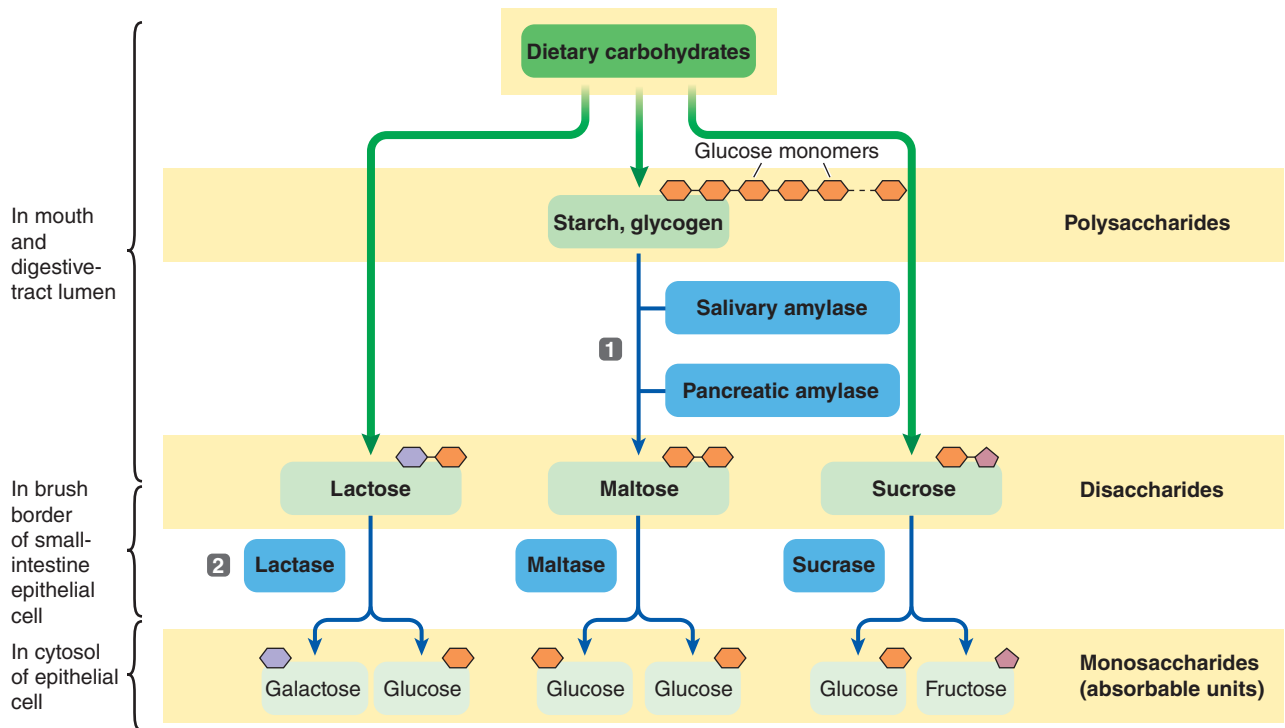 Dietary carbohydrates
Glucose monomers
In mouth
and
digestive-
tract lumen
Starch, glycogen
Polysaccharides
Salivary amylase
1
Pancreatic amylase
Lactose
Maltose
Sucrose
Disaccharides
In brush
border
of small-
intestine
epithelial
cell
2
Lactase
Maltase
Sucrase
In cytosol
of epithelial
cell
Galactose
Glucose
Glucose
Glucose
Glucose
Fructose
Monosaccharides
(absorbable units)